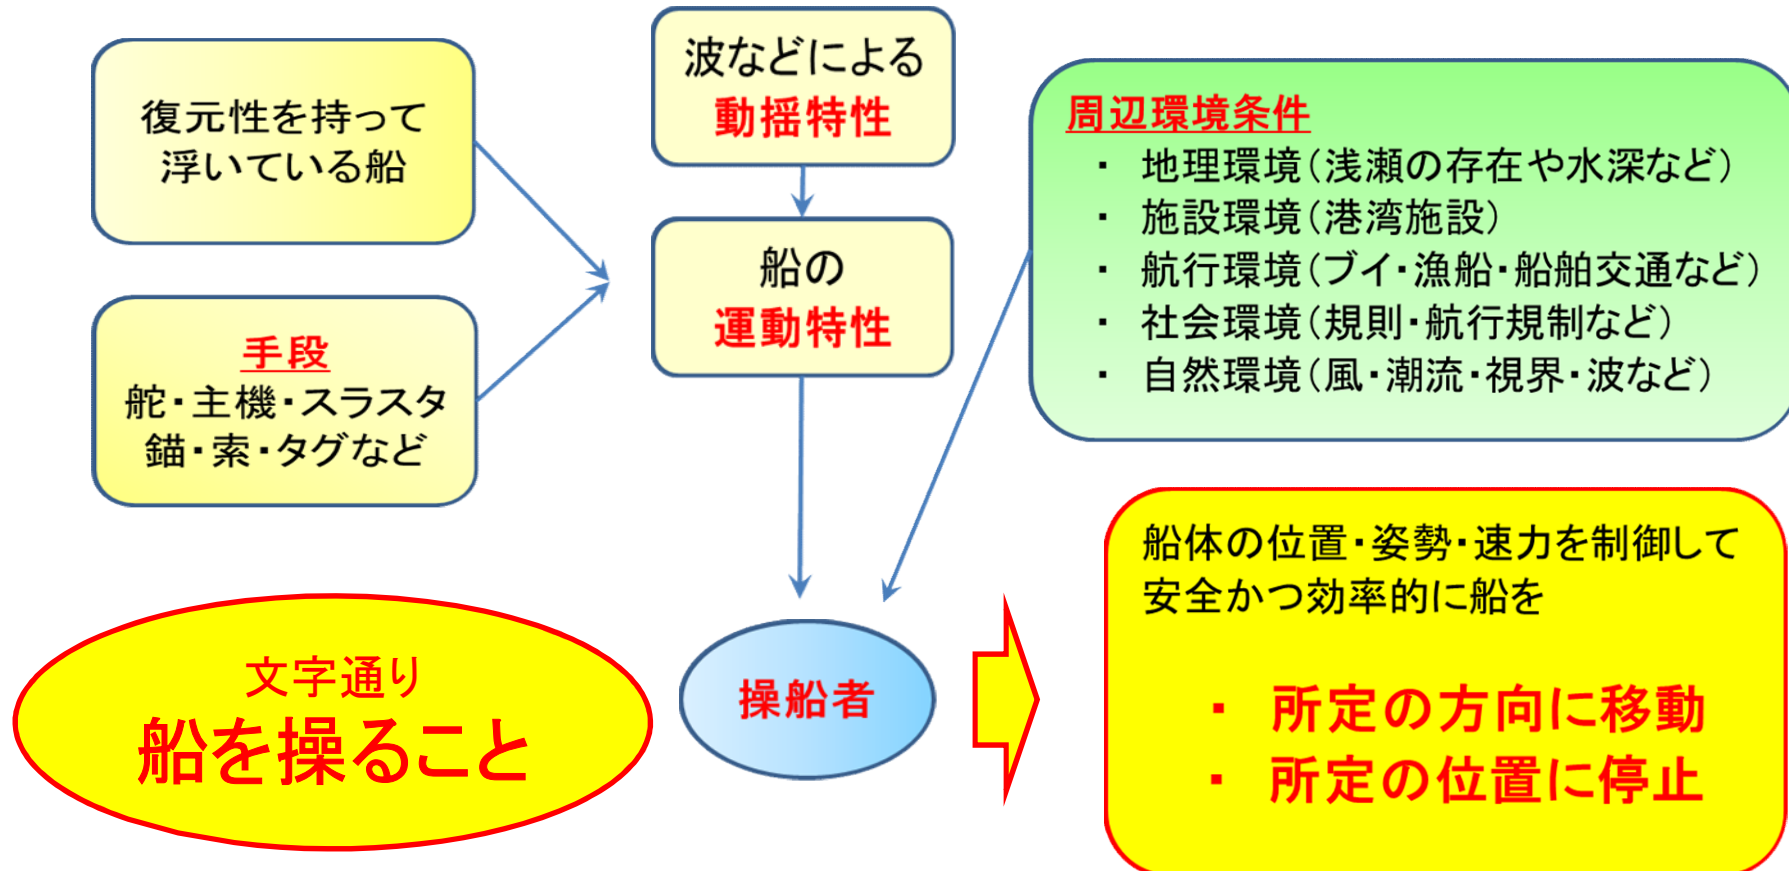 復元性を持って
浮いている船
手段
舵・主機・スラスタ
錨・索・タグなど
波などによる
動揺特性
船の
運動特性
周辺環境条件
・ 地理環境（浅瀬の存在や水深など）
・ 施設環境（港湾施設）
・ 航行環境（ブイ・漁船・船舶交通など）
・ 社会環境（規則・航行規制など）
・ 自然環境（風・潮流・視界・波など）
文字通り
船を操ること
操船者
船体の位置・姿勢・速力を制御して
安全かつ効率的に船を
・ 所定の方向に移動
・ 所定の位置に停止